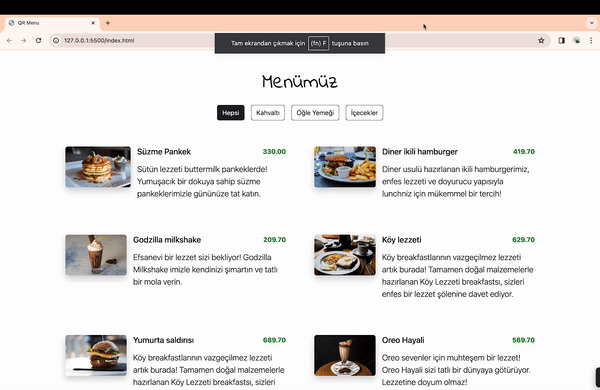 QR Menu
127.0.0.1:5500/index.html
Tam ekrandan çıkmak için (fn) F tuşuna basın
Menümüz
Hepsi Kahvaltı Öğle Yemeği İçecekler
Süzme Pankek 330.00
Sütün lezzeti buttermilk pankeklerde!
Yumuşacık bir dokuya sahip süzme
pankeklerimizle gününüze tat katın.
Diner ikili hamburger 419.70
Diner usulü hazırlanan ikili hamburgerimiz,
enfes lezzeti ve doyurucu yapısıyla
lunchniz için mükemmel bir tercih!
Godzilla milkshake 209.70
Efsanevi bir lezzet sizi bekliyor! Godzilla
Milkshake imizle kendinizi şımartın ve tatlı
bir mola verin.
Köy lezzeti 629.70
Köy breakfastlarının vazgeçilmez lezzeti
artık burada! Tamamen doğal malzemelerle
hazırlanan Köy Lezzeti breakfastsı, sizleri
enfes bir lezzet şölenine davet ediyor.
Yumurta saldırısı 689.70
Köy breakfastlarının vazgeçilmez lezzeti
artık burada! Tamamen doğal malzemelerle
hazırlanan Köy Lezzeti breakfastsı, sizleri
Oreo Hayali 569.70
Oreo sevenler için muhteşem bir lezzet!
Oreo Hayali sizi tatlı bir dünyaya götürüyor.
Lezzetine doyum olmaz!